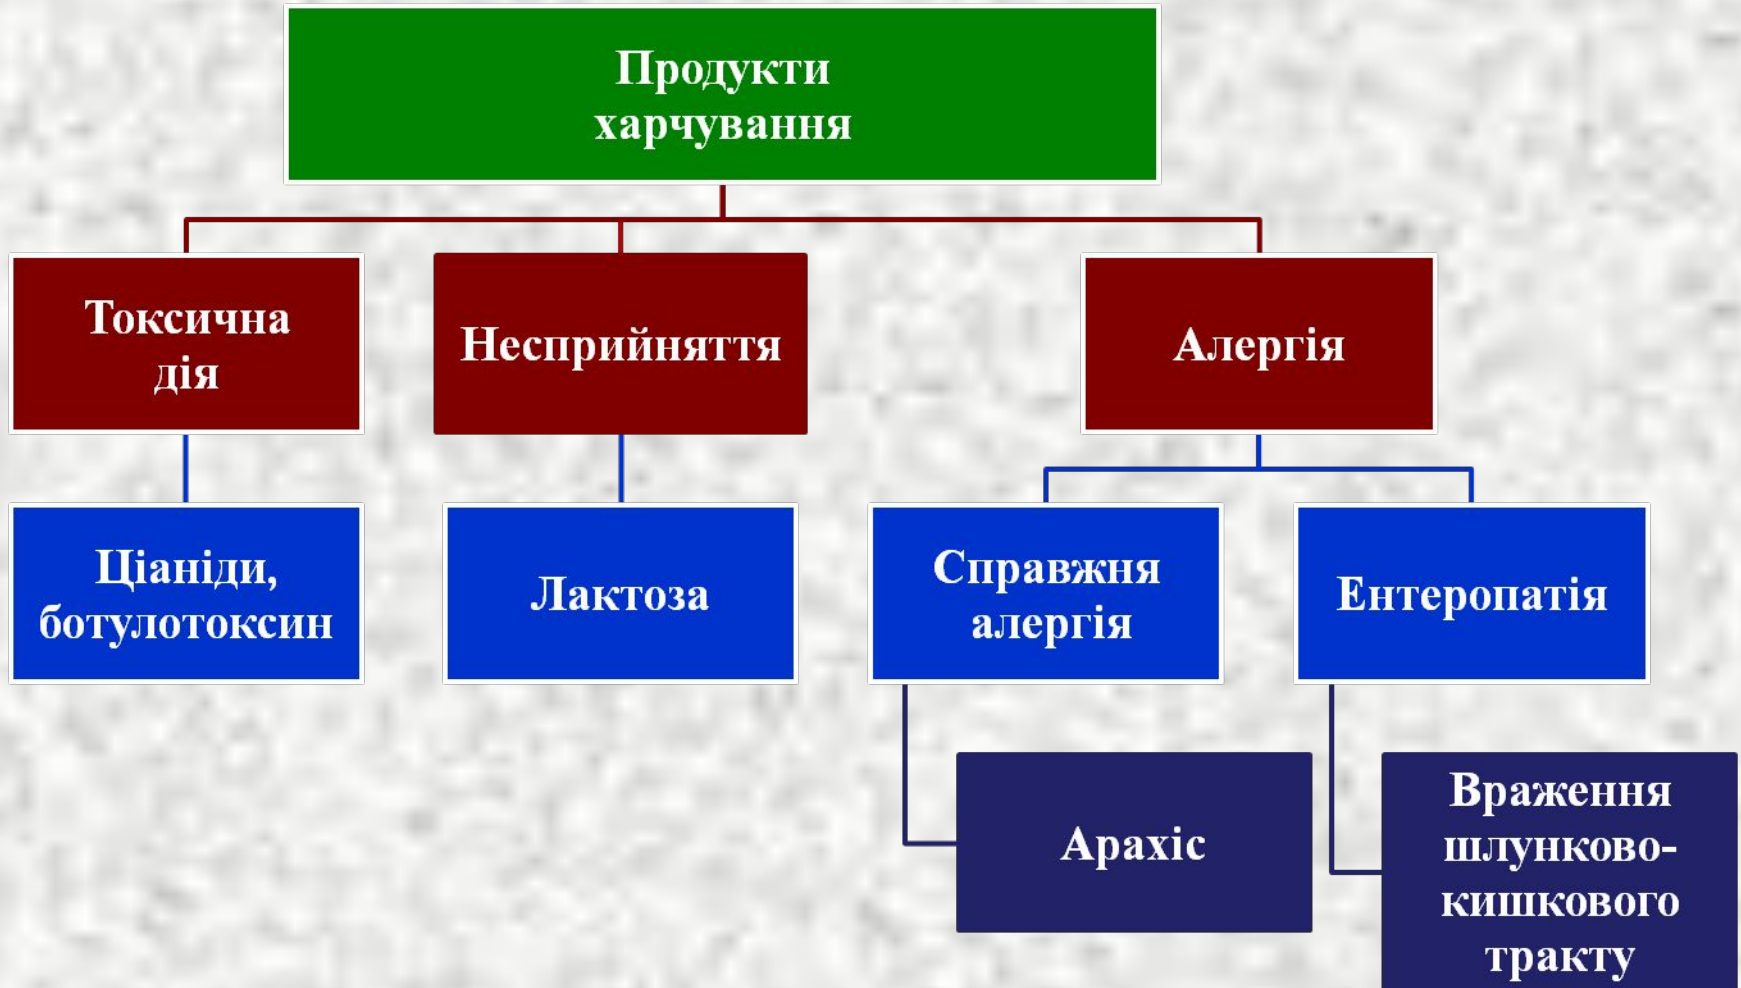 Продукти
харчування
Токсична
дія
Несприйняття
Алергія
Ціаніди,
ботулотоксин
Лактоза
Справжня
алергія
Ентеропатія
Арахіс
Враження
шлунково-
кишкового
тракту